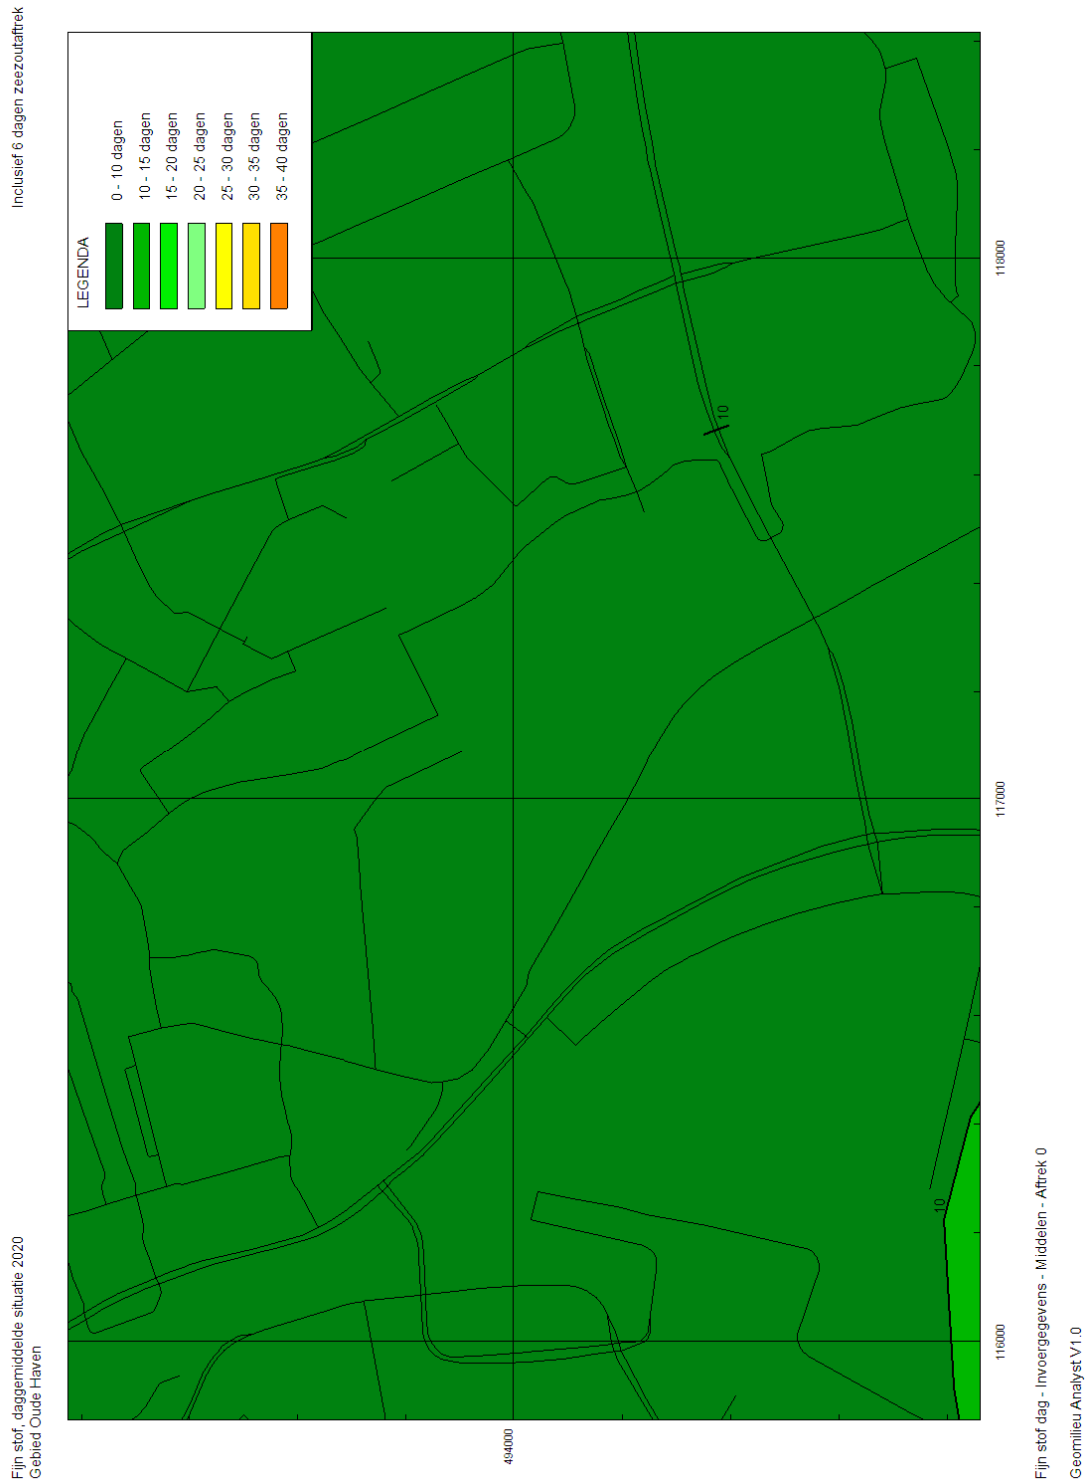 Fijn stof, daggemiddelde situatie 2020
Gebied Oude Haven
Inclusief 6 dagen zeezoutaftrek
LEGENDA
0 - 10 dagen
10 - 15 dagen
15 - 20 dagen
20 - 25 dagen
25 - 30 dagen
30 - 35 dagen
35 - 40 dagen
10
10
494000
116000
117000
118000
Fijn stof dag - Invoergegevens - Middelen - Aftrek 0
Geomilieu Analyst V1.0